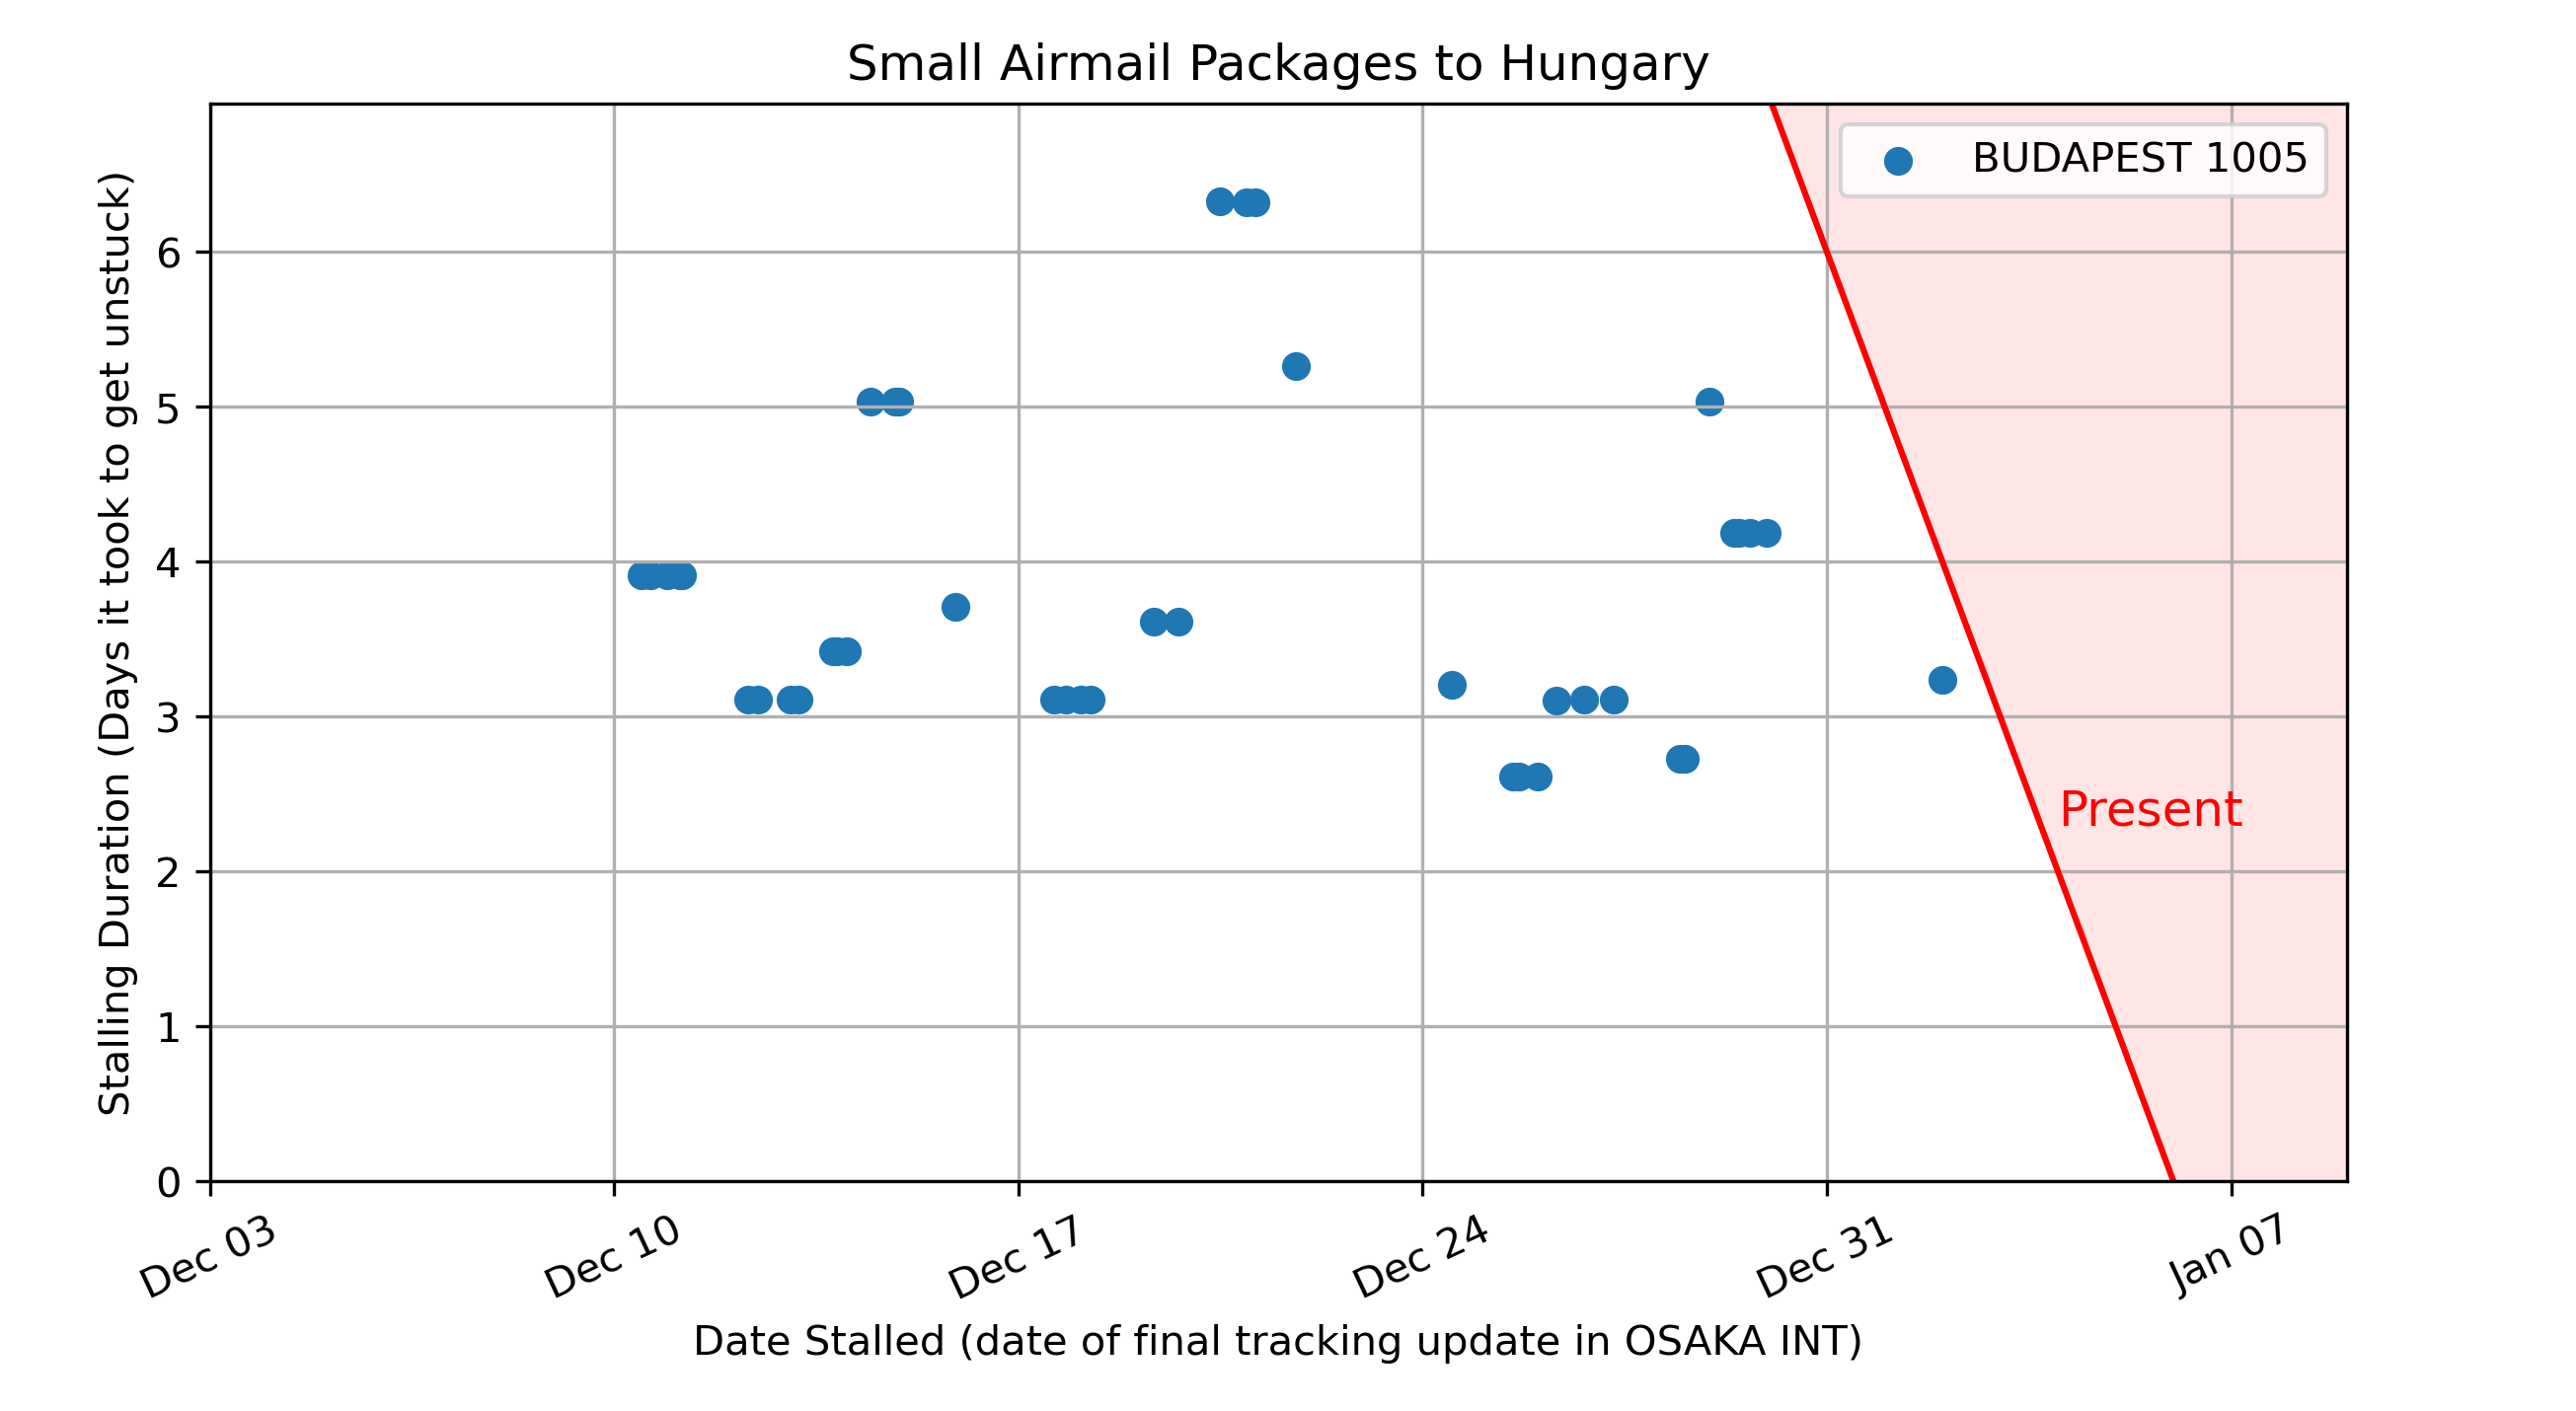 Small Airmail Packages to Hungary
BUDAPEST 1005
Stalling Duration (Days it took to get unstuck)
6
5
4
3
2
1
0
Present
Dec 03
Dec 10
Dec 17
Dec 24
Dec 31
Jan 07
Date Stalled (date of final tracking update in OSAKA INT)